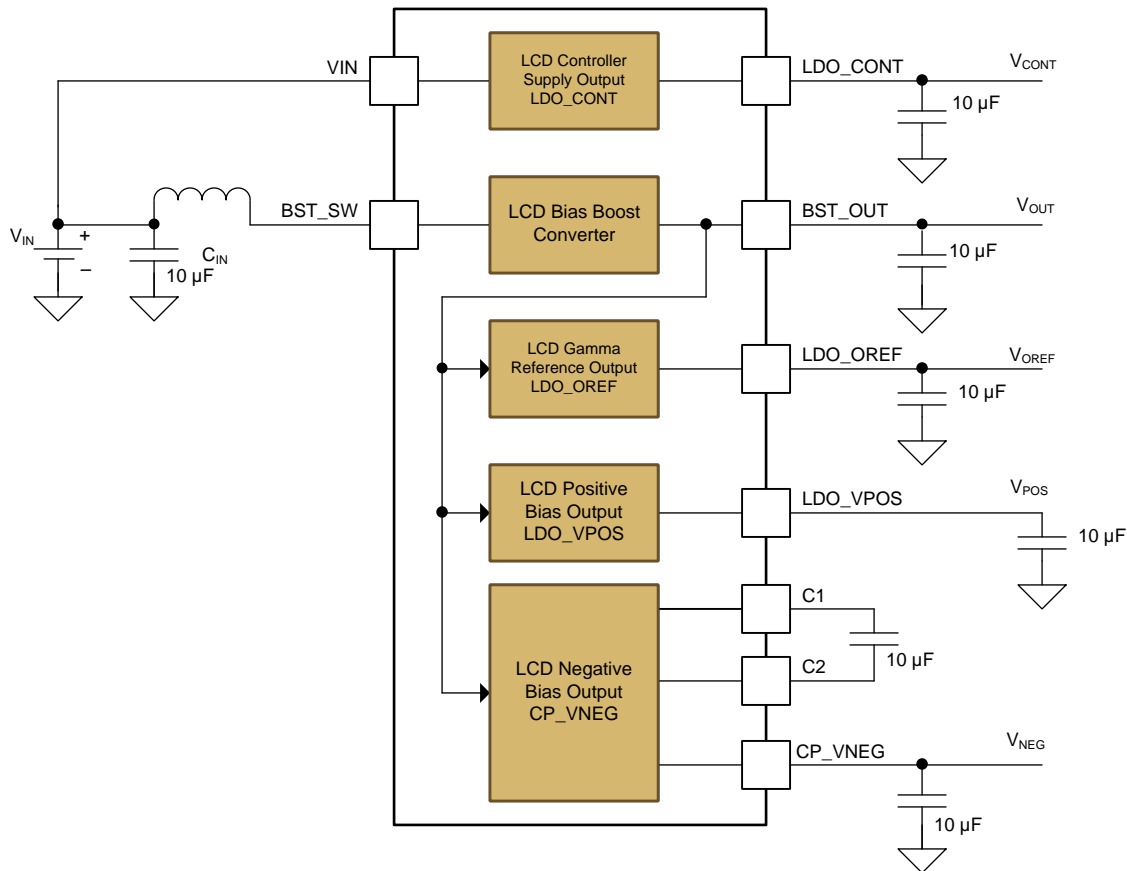 VIN
LCD Controller
Supply Output
LDO_CONT
LDO_CONT
VCONT
10 µF
BST_SW
LCD Bias Boost
Converter
BST_OUT
VOUT
10 µF
VIN
+
–
CIN
10 µF
LCD Gamma
Reference Output
LDO_OREF
LDO_OREF
VOREF
10 µF
LCD Positive
Bias Output
LDO_VPOS
LDO_VPOS
VPOS
10 µF
LCD Negative
Bias Output
CP_VNEG
C1
C2
10 µF
CP_VNEG
VNEG
10 µF